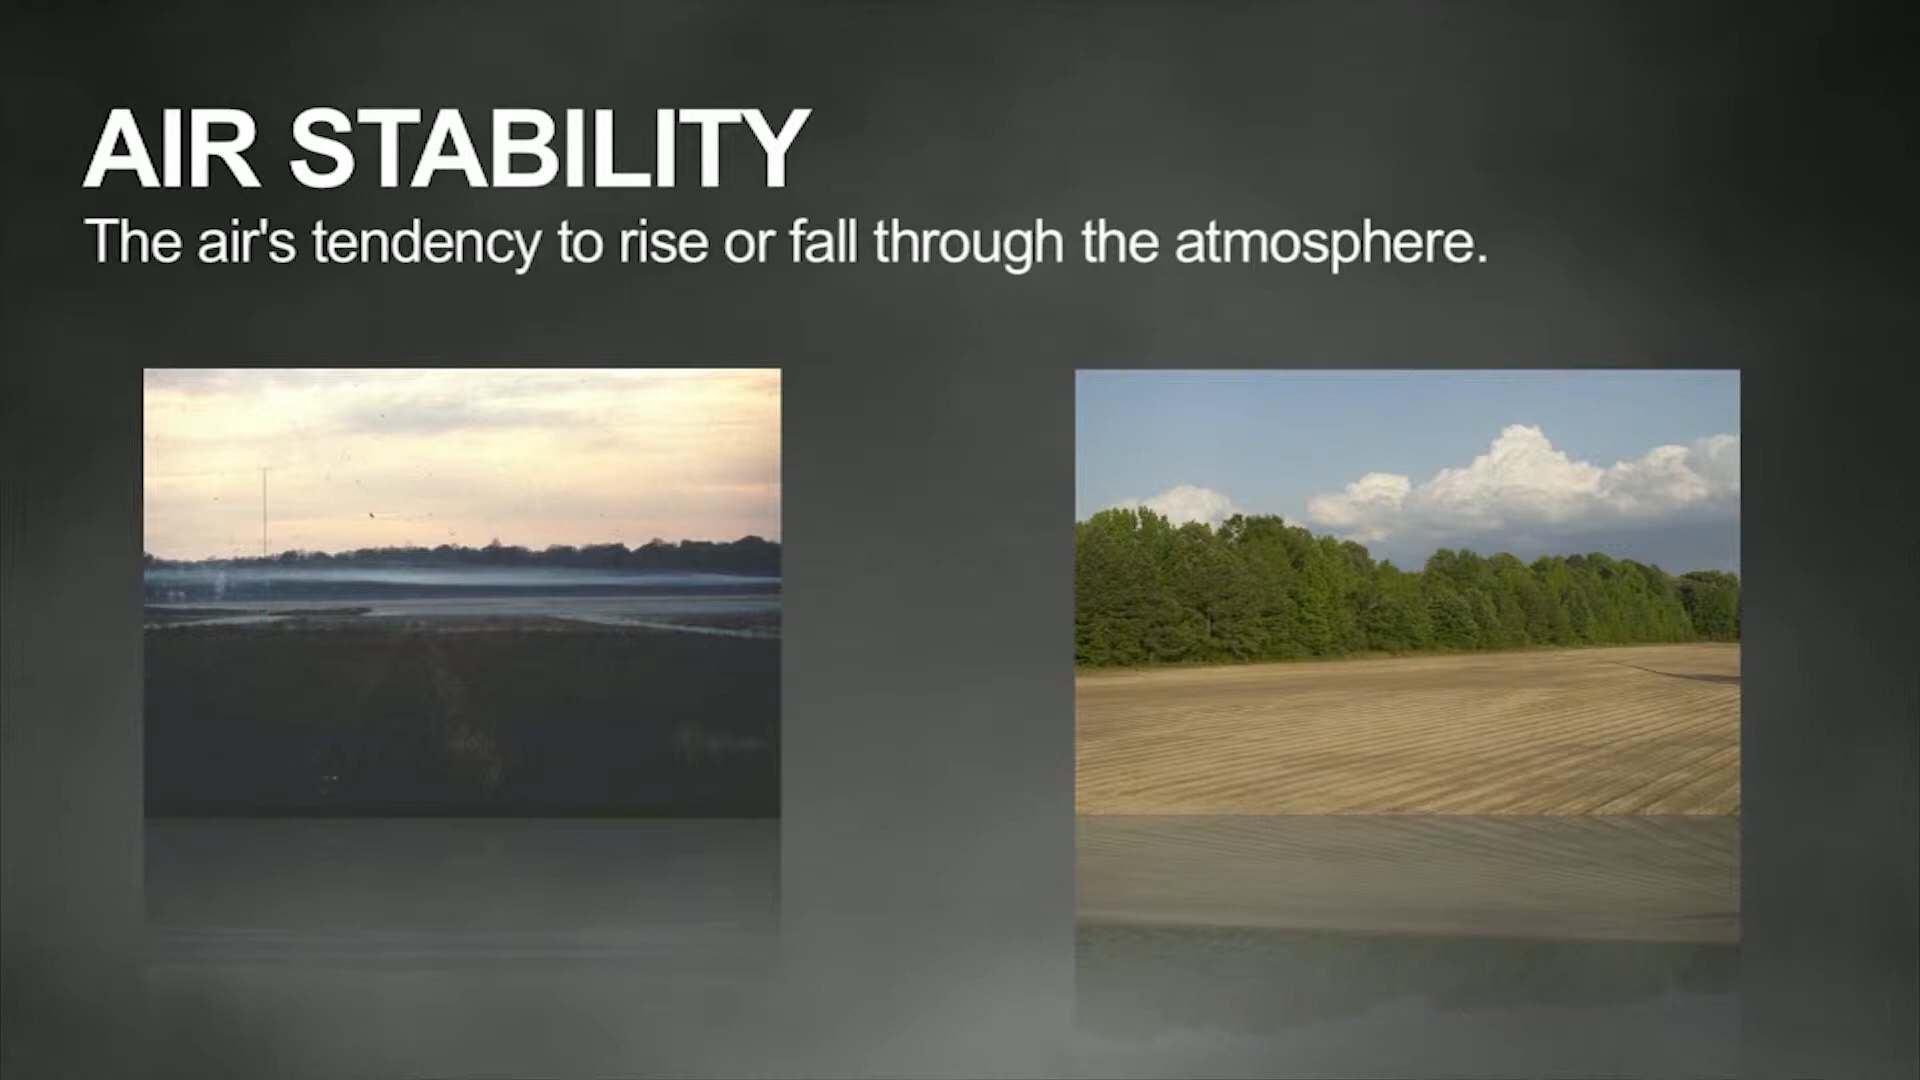 AIR STABILITY
The air's tendency to rise or fall through the atmosphere.